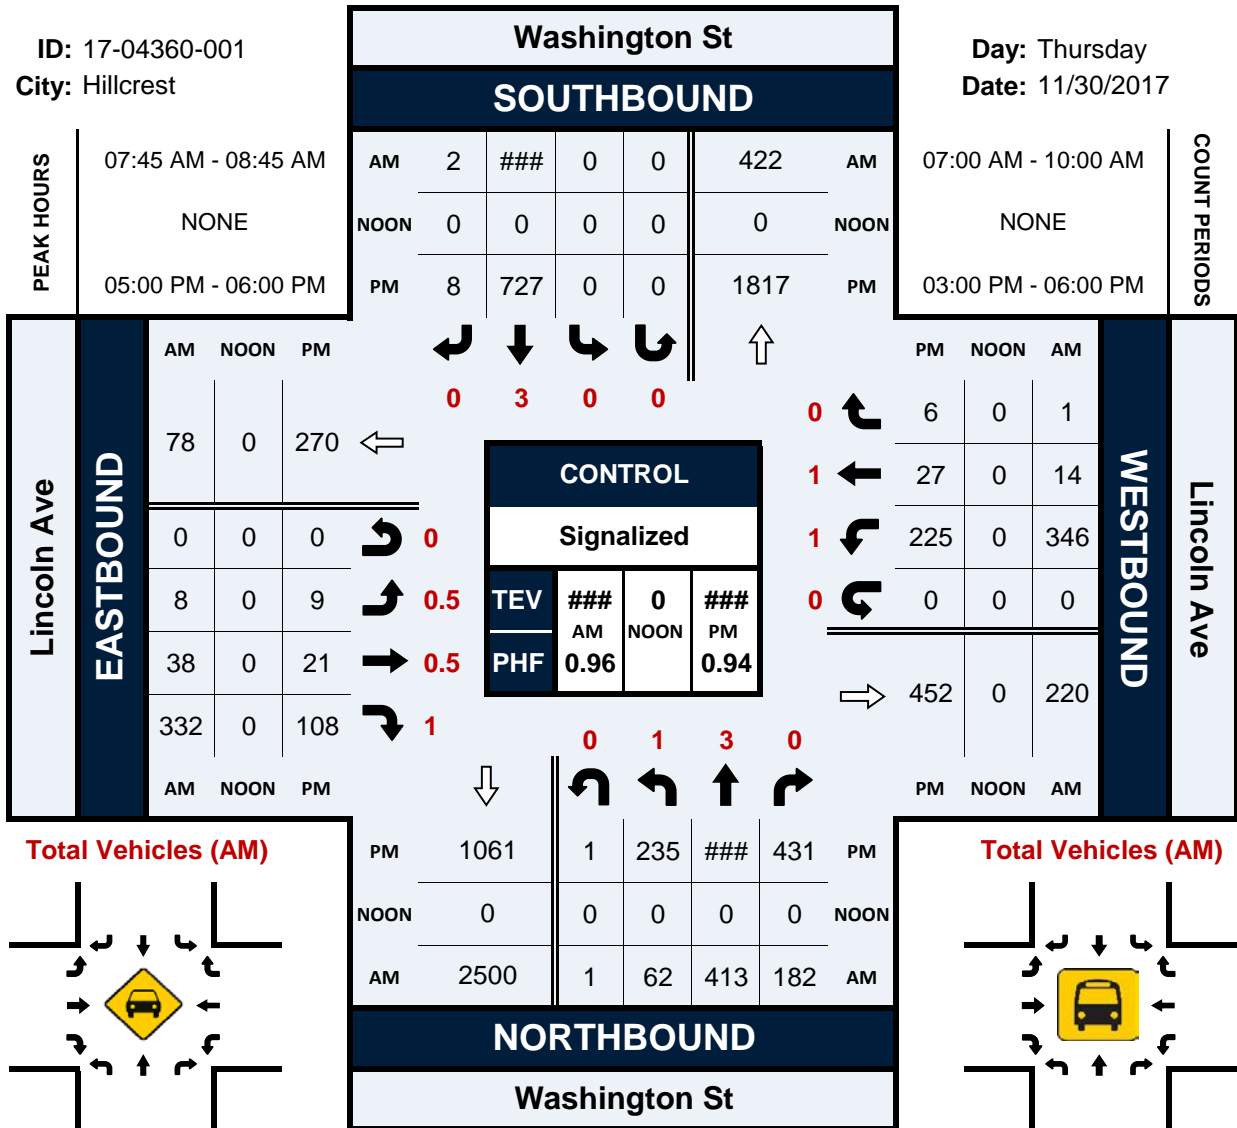 Washington St
ID: 17-04360-001
Day: Thursday
City: Hillcrest
Date: 11/30/2017
SOUTHBOUND
PEAK HOURS
07:45 AM - 08:45 AM
AM 2 ### 0 0 422 AM
07:00 AM - 10:00 AM
COUNT PERIODS
NONE
NOON 0 0 0 0 0 NOON
NONE
05:00 PM - 06:00 PM
PM 8 727 0 0 1817 PM
03:00 PM - 06:00 PM
Lincoln Ave
EASTBOUND
AM NOON PM
78 0 270
0 0 0 0
8 0 9 0.5
38 0 21 0.5
332 0 108 1
AM NOON PM
0 3 0 0
CONTROL
Signalized
TEV ### 0 ###
AM NOON PM
PHF 0.96 0.94
PM NOON AM
0 6 0 1
1 27 0 14
1 225 0 346
0 0 0 0
452 0 220
PM NOON AM
WESTBOUND
Lincoln Ave
0 1 3 0
Total Vehicles (AM)
PM 1061 1 235 ### 431 PM
Total Vehicles (AM)
NOON 0 0 0 0 0 NOON
AM 2500 1 62 413 182 AM
NORTHBOUND
Washington St